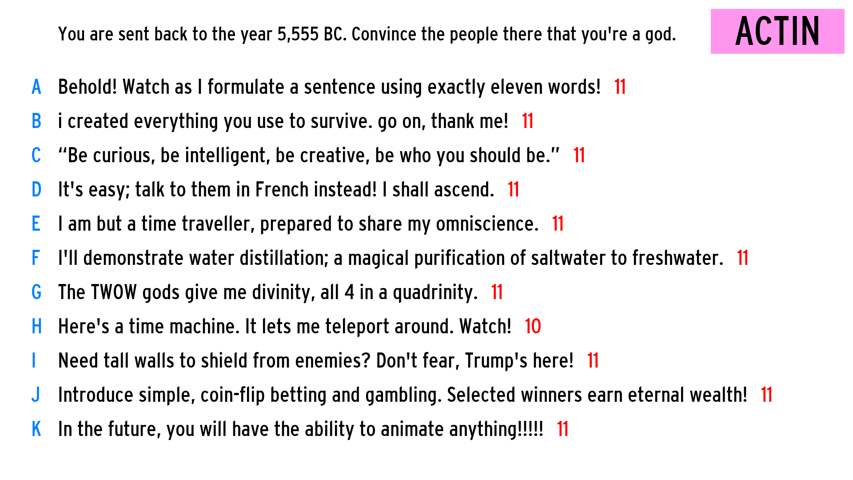 You are sent back to the year 5,555 BC. Convince the people there that you're a god.
ACTIN
A Behold! Watch as I formulate a sentence using exactly eleven words! 11
B i created everything you use to survive. go on, thank me! 11
C “Be curious, be intelligent, be creative, be who you should be.” 11
D It's easy; talk to them in French instead! I shall ascend. 11
E I am but a time traveller, prepared to share my omniscience. 11
F I'll demonstrate water distillation; a magical purification of saltwater to freshwater. 11
G The TWOW gods give me divinity, all 4 in a quadrinity. 11
H Here's a time machine. It lets me teleport around. Watch! 10
I Need tall walls to shield from enemies? Don't fear, Trump's here! 11
J Introduce simple, coin-flip betting and gambling. Selected winners earn eternal wealth! 11
K In the future, you will have the ability to animate anything!!!!! 11